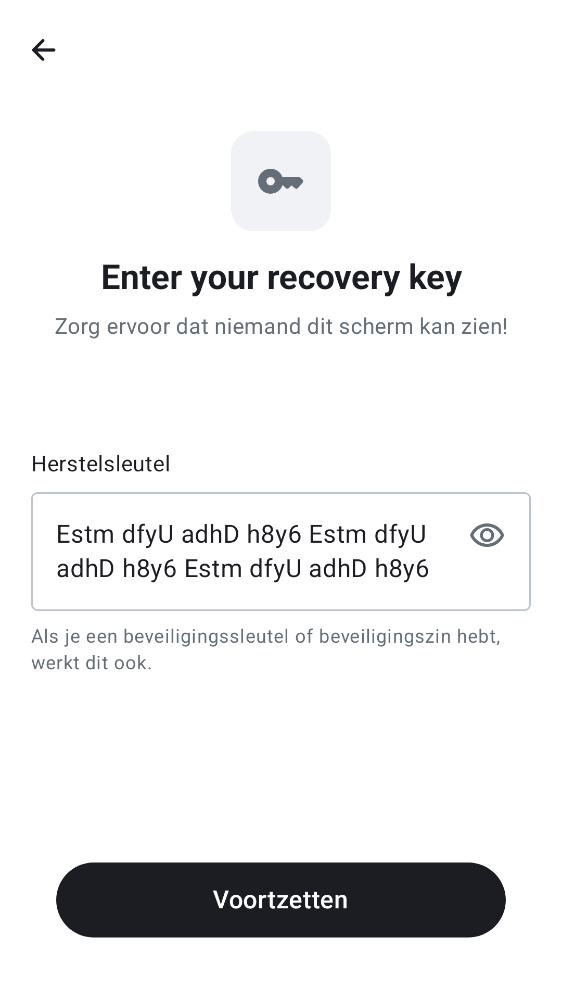 Enter your recovery key
Zorg ervoor dat niemand dit scherm kan zien!
Herstelsleutel
Estm dfyU adhD h8y6 Estm dfyU
adhD h8y6 Estm dfyU adhD h8y6
Als je een beveiligingssleutel of beveiligingszin hebt,
werkt dit ook.
Voortzetten